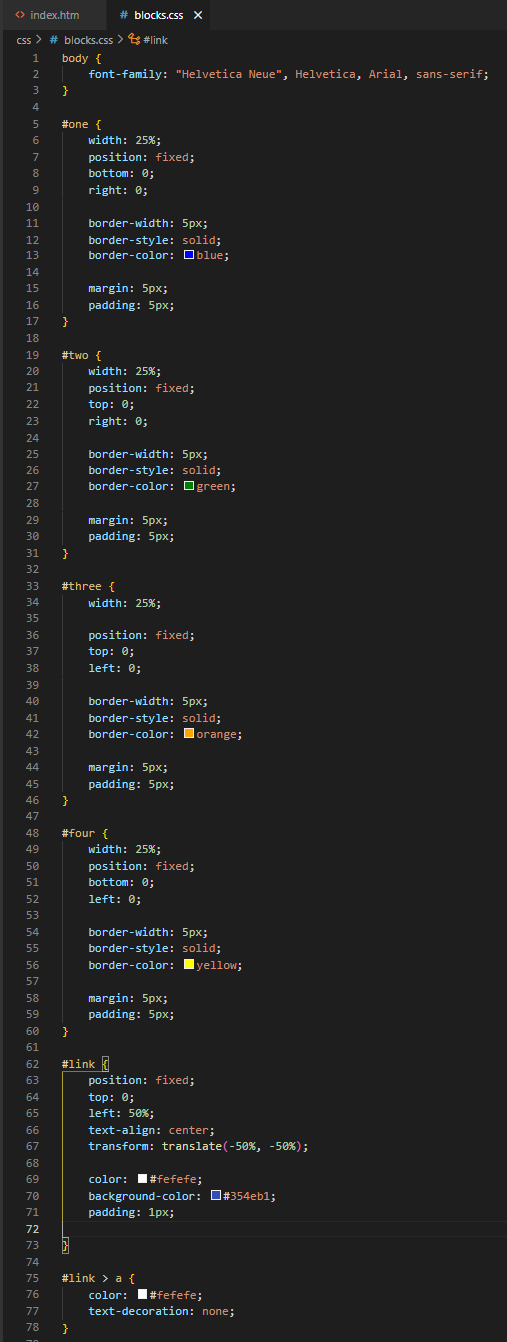 <> index.htm # blocks.css ×
css > # blocks.css > #link
1 body {
2 font-family: "Helvetica Neue", Helvetica, Arial, sans-serif;
3 }
4
5 #one {
6 width: 25%;
7 position: fixed;
8 bottom: 0;
9 right: 0;
10
11 border-width: 5px;
12 border-style: solid;
13 border-color: blue;
14
15 margin: 5px;
16 padding: 5px;
17 }
18
19 #two {
20 width: 25%;
21 position: fixed;
22 top: 0;
23 right: 0;
24
25 border-width: 5px;
26 border-style: solid;
27 border-color: green;
28
29 margin: 5px;
30 padding: 5px;
31 }
32
33 #three {
34 width: 25%;
35
36 position: fixed;
37 top: 0;
38 left: 0;
39
40 border-width: 5px;
41 border-style: solid;
42 border-color: orange;
43
44 margin: 5px;
45 padding: 5px;
46 }
47
48 #four {
49 width: 25%;
50 position: fixed;
51 bottom: 0;
52 left: 0;
53
54 border-width: 5px;
55 border-style: solid;
56 border-color: yellow;
57
58 margin: 5px;
59 padding: 5px;
60 }
61
62 #link {
63 position: fixed;
64 top: 0;
65 left: 50%;
66 text-align: center;
67 transform: translate(-50%, -50%);
68
69 color: #fefefe;
70 background-color: #354eb1;
71 padding: 1px;
72
73 }
74
75 #link > a {
76 color: #fefefe;
77 text-decoration: none;
78 }